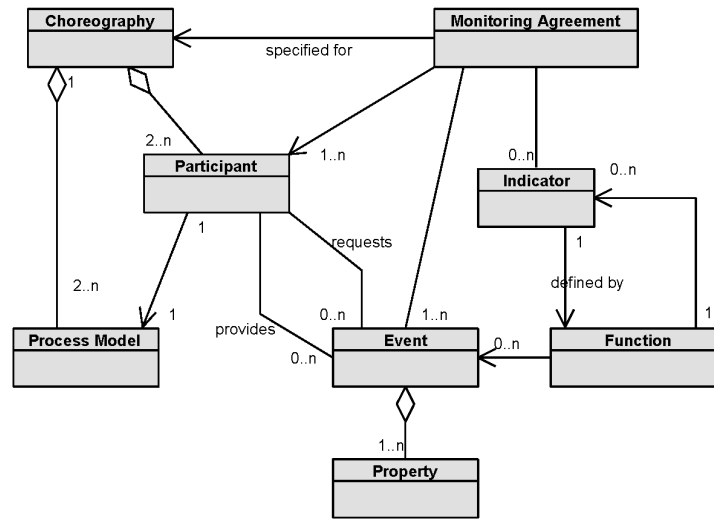 Choreography
Monitoring Agreement
specified for
1
2..n
1..n
0..n
Participant
Indicator
0..n
1
1
requests
defined by
2..n
1
provides
0..n
1..n
0..n
0..n
1
Process Model
Event
Function
1..n
Property